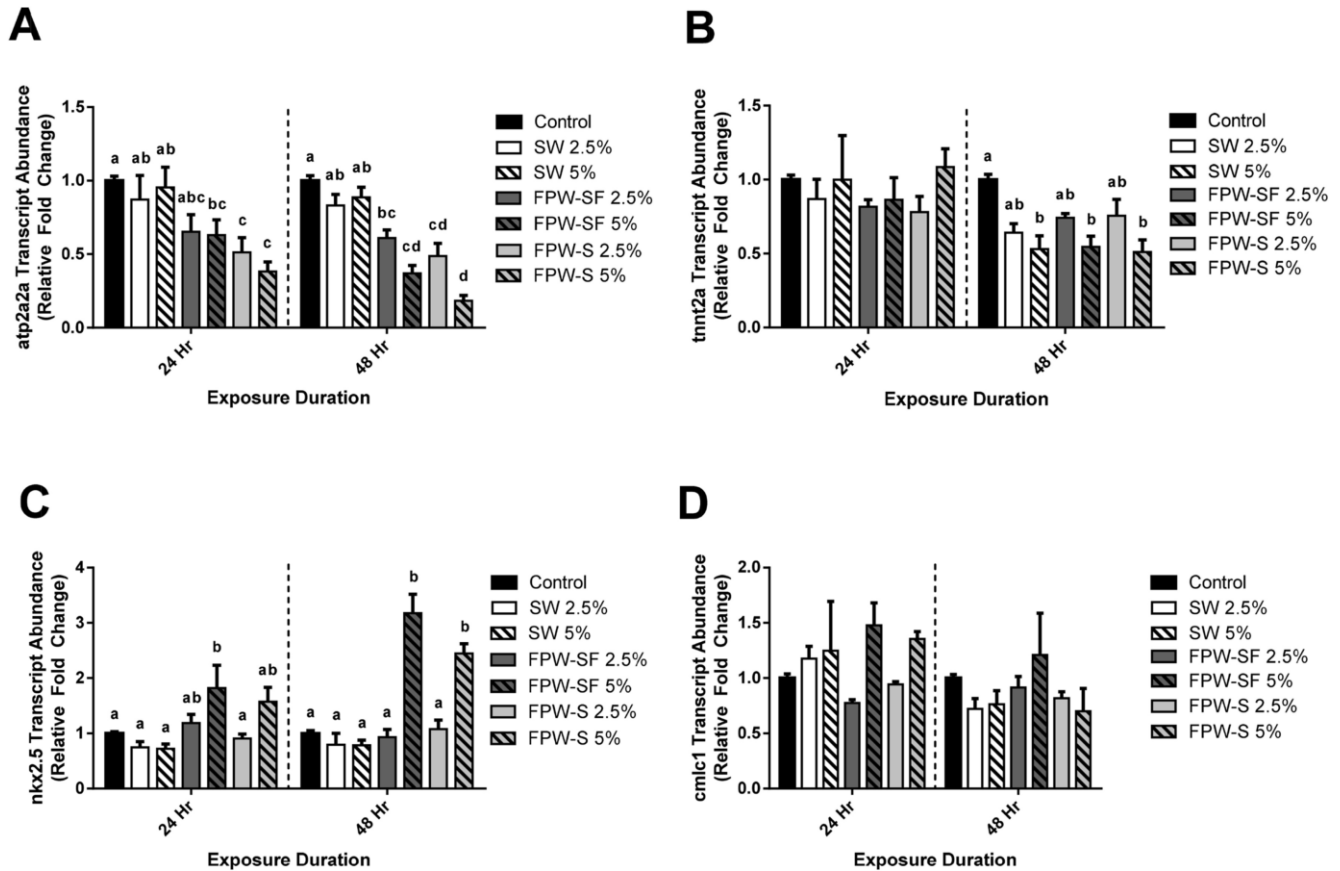 A
atp2a2a Transcript Abundance
(Relative Fold Change)
1.5
1.0
0.5
0.0
a ab ab abc bc c c
a ab ab bc cd cd d
24 Hr
48 Hr
Exposure Duration
Control
SW 2.5%
SW 5%
FPW-SF 2.5%
FPW-SF 5%
FPW-S 2.5%
FPW-S 5%
B
tnnt2a Transcript Abundance
(Relative Fold Change)
1.5
1.0
0.5
0.0
a ab b ab b ab b
24 Hr
48 Hr
Exposure Duration
Control
SW 2.5%
SW 5%
FPW-SF 2.5%
FPW-SF 5%
FPW-S 2.5%
FPW-S 5%
C
nkx2.5 Transcript Abundance
(Relative Fold Change)
4
3
2
1
0
a a a ab b a ab
a a a a b a b
24 Hr
48 Hr
Exposure Duration
Control
SW 2.5%
SW 5%
FPW-SF 2.5%
FPW-SF 5%
FPW-S 2.5%
FPW-S 5%
D
cmlc1 Transcript Abundance
(Relative Fold Change)
2.0
1.5
1.0
0.5
0.0
24 Hr
48 Hr
Exposure Duration
Control
SW 2.5%
SW 5%
FPW-SF 2.5%
FPW-SF 5%
FPW-S 2.5%
FPW-S 5%